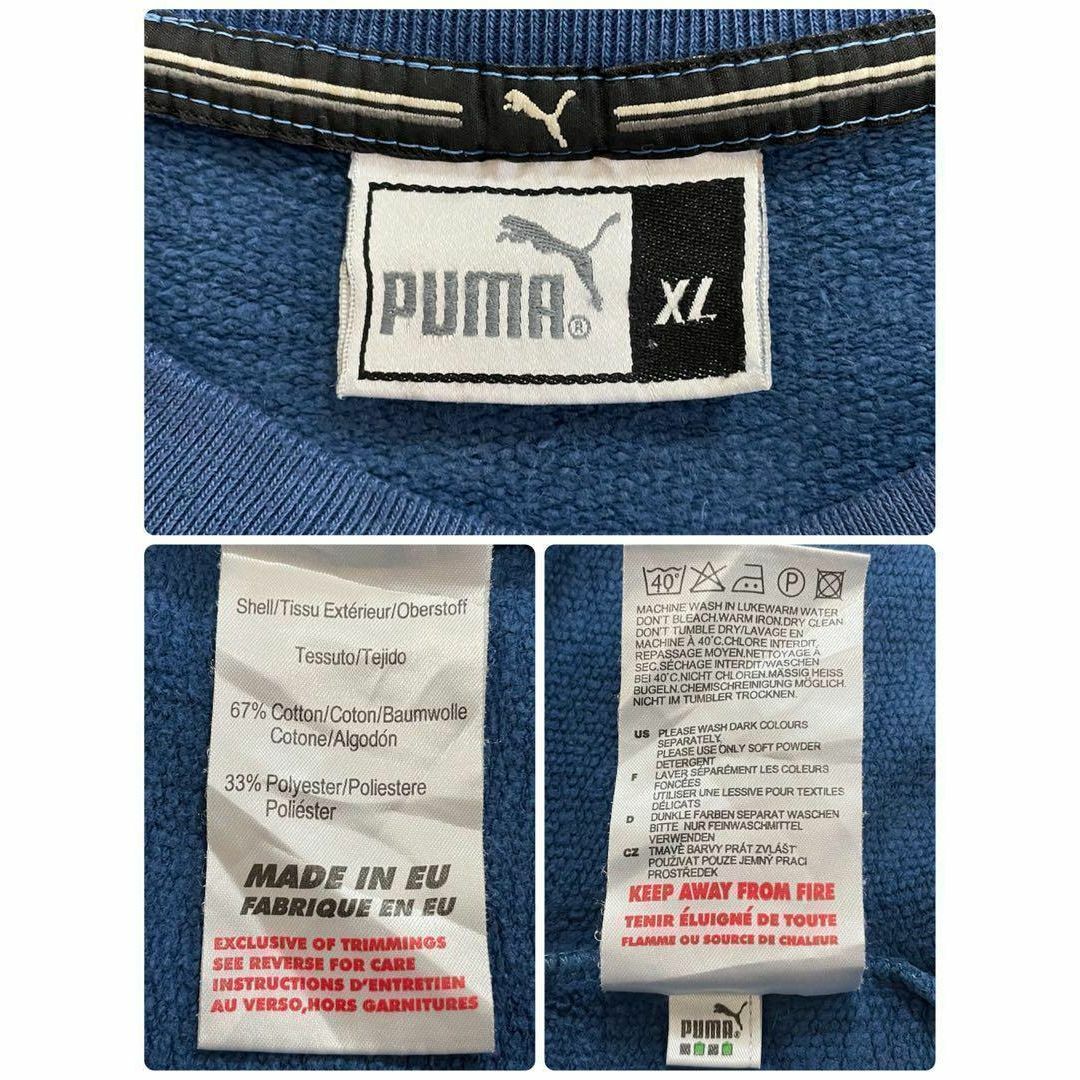 PUMA®
XL
Shell/Tissu Extérieur/Oberstoff
Tessuto/Tejido
67% Cotton/Coton/Baumwolle
Cotone/Algodón
33% Polyester/Poliestere
Poliéster
MADE IN EU
FABRIQUE EN EU
EXCLUSIVE OF TRIMMINGS
SEE REVERSE FOR CARE
INSTRUCTIONS D'ENTRETIEN
AU VERSO,HORS GARNITURES
40°
P
MACHINE WASH IN LUKEWARM WATER
DON'T BLEACH.WARM IRON.DRY CLEAN
DON'T TUMBLE DRY/LAVAGE EN
MACHINE À 40°C.CHLORE INTERDIT.
REPASSAGE MOYEN.NETTOYAGE À
SEC.SÉCHAGE INTERDIT/WASCHEN
BEI 40°C.NICHT CHLOREN.MÄSSIG HEISS
BUGELN.CHEMISCHREINIGUNG MÖGLICH.
NICHT IM TUMBLER TROCKNEN.
US PLEASE WASH DARK COLOURS
SEPARATELY.
PLEASE USE ONLY SOFT POWDER
DETERGENT
F LAVER SÉPARÉMENT LES COLEURS
FONCÉES
UTILISER UNE LESSIVE POUR TEXTILES
DÉLICATS
D DUNKLE FARBEN SEPARAT WASCHEN
BITTE NUR FEINWASCHMITTEL
VERWENDEN
CZ TMAVÉ BARVY PRÁT ZVLÁŠT'
POUŽIVAT POUZE JEMNÝ PRACI
PROSTŘEDEK
KEEP AWAY FROM FIRE
TENIR ÉLUIGNÉ DE TOUTE
FLAMME OU SOURCE DE CHALEUR
PUMA®